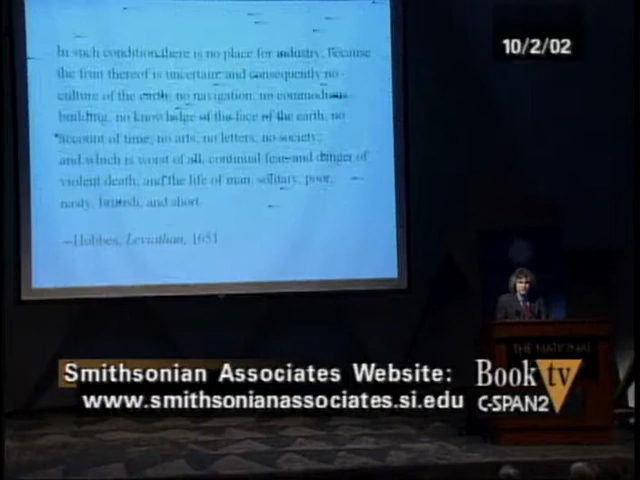 In such condition there is no place for industry. Because
the fruit thereof is uncertain: and consequently no
culture of the earth, no navigation, no commodious
building, no knowledge of the face of the earth, no
account of time, no arts, no letters, no society;
and which is worst of all, continual fear and danger of
violent death, and the life of man, solitary, poor,
nasty, brutish, and short.
--Hobbes, Leviathan, 1651
10/2/02
THE NATIONAL
Smithsonian Associates Website:
www.smithsonianassociates.si.edu
Book tv
C-SPAN2